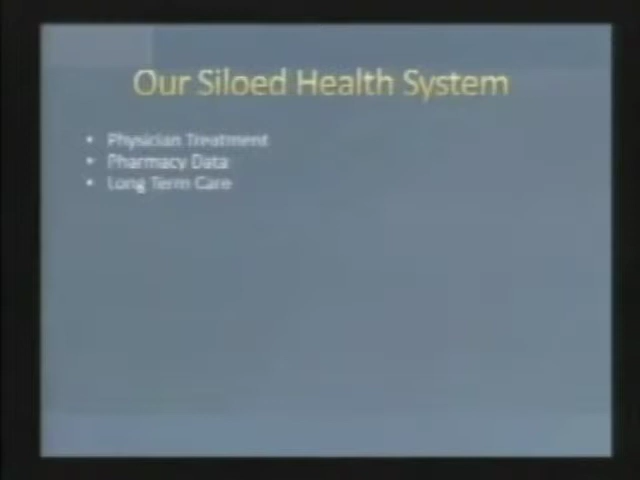 Our Siloed Health System
• Physician Treatment
• Pharmacy Data
• Long Term Care